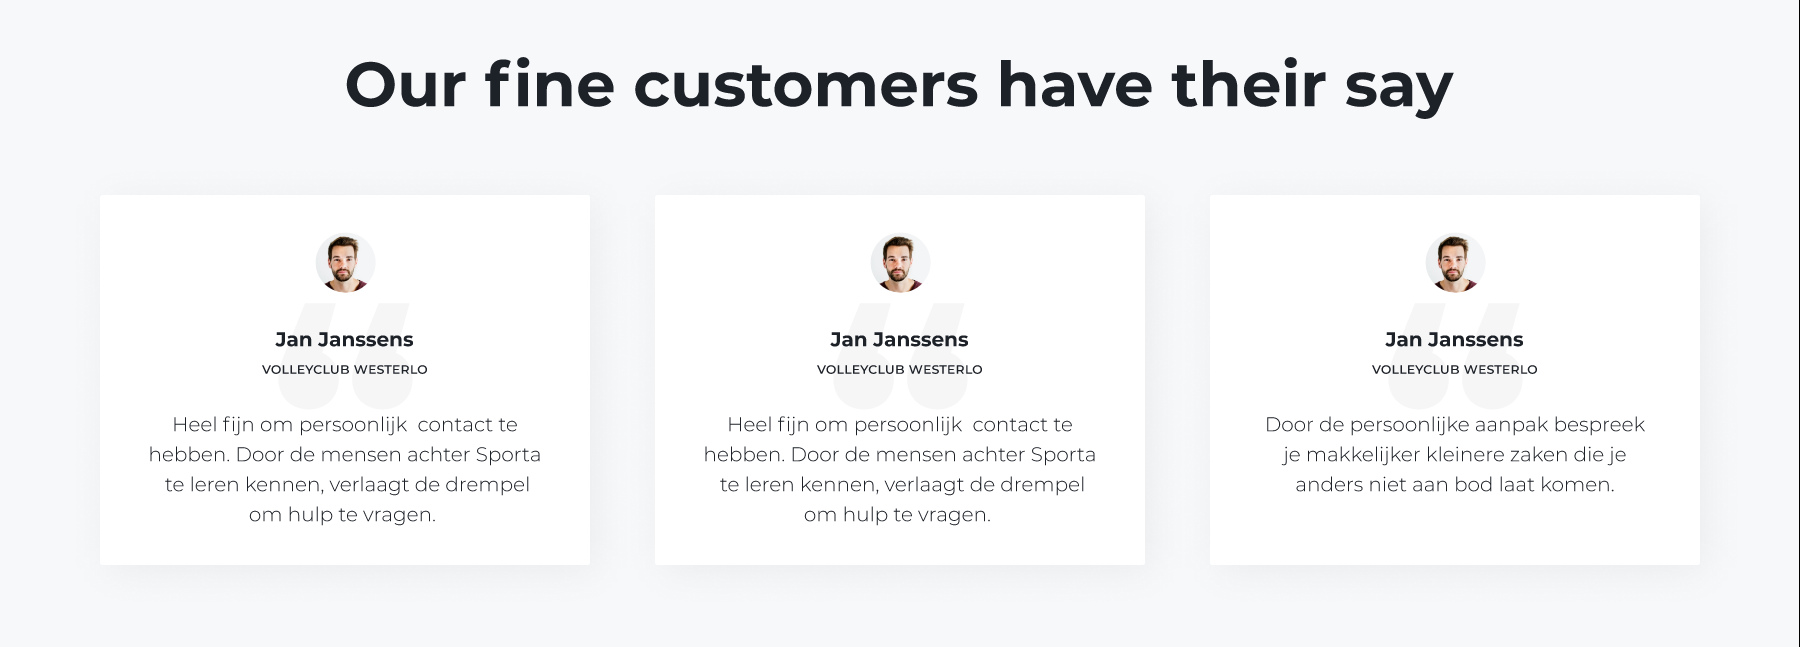 Our fine customers have their say
Jan Janssens
VOLLEYCLUB WESTERLO
Heel fijn om persoonlijk  contact te
hebben. Door de mensen achter Sporta
te leren kennen, verlaagt de drempel
om hulp te vragen.
Jan Janssens
VOLLEYCLUB WESTERLO
Heel fijn om persoonlijk  contact te
hebben. Door de mensen achter Sporta
te leren kennen, verlaagt de drempel
om hulp te vragen.
Jan Janssens
VOLLEYCLUB WESTERLO
Door de persoonlijke aanpak bespreek
je makkelijker kleinere zaken die je
anders niet aan bod laat komen.